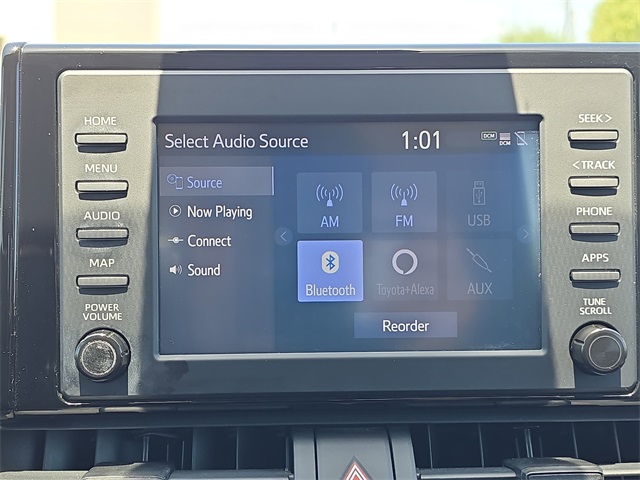 HOME
MENU
AUDIO
MAP
POWER
VOLUME
Select Audio Source
1:01
DCM
DCM
Source
Now Playing
Connect
Sound
AM
FM
USB
Bluetooth
Toyota+Alexa
AUX
Reorder
SEEK >
< TRACK
PHONE
APPS
TUNE
SCROLL